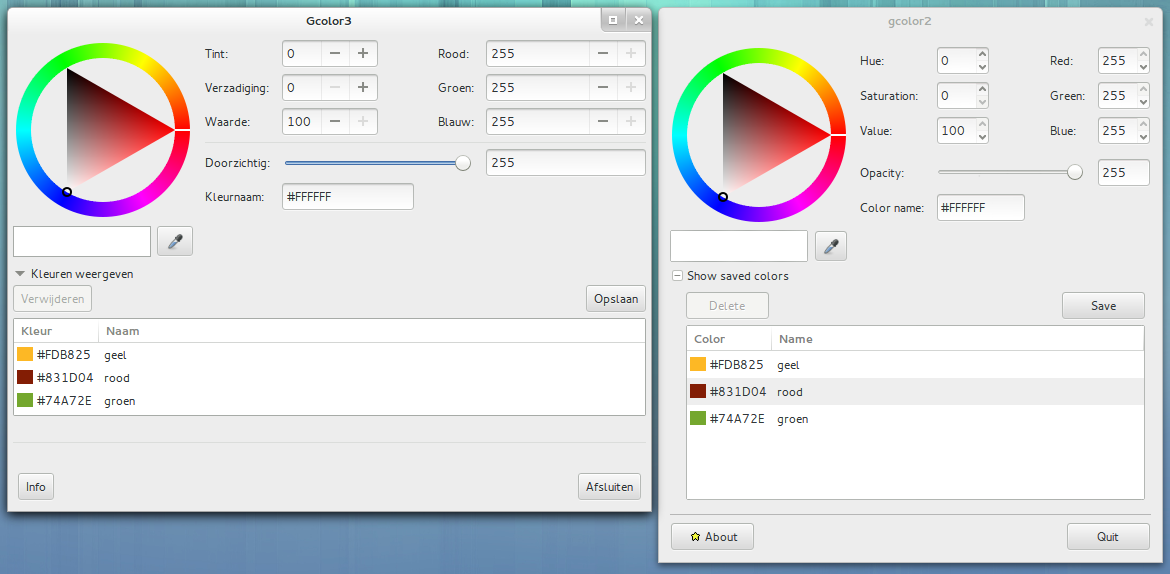 Gcolor3
Tint: 0 Rood: 255
Verzadiging: 0 Groen: 255
Waarde: 100 Blauw: 255
Doorzichtig: 255
Kleurnaam: #FFFFFF
Kleuren weergeven
Verwijderen Opslaan
Kleur Naam
#FDB825 geel
#831D04 rood
#74A72E groen
Info Afsluiten
gcolor2
Hue: 0 Red: 255
Saturation: 0 Green: 255
Value: 100 Blue: 255
Opacity: 255
Color name: #FFFFFF
Show saved colors
Delete Save
Color Name
#FDB825 geel
#831D04 rood
#74A72E groen
About Quit